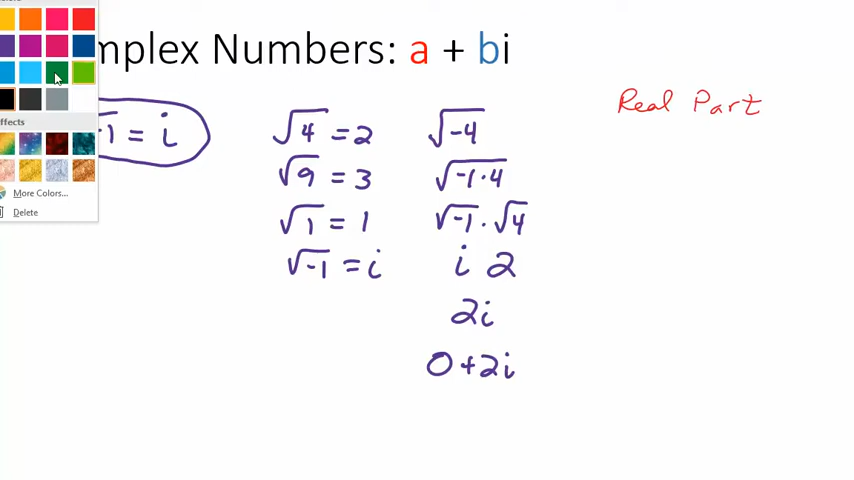 mplex Numbers: a + bi
Real Part
ffects
More Colors...
Delete
1 = i
√4 = 2
√9 = 3
√1 = 1
√-1 = i
√-4
√-1·4
√-1 · √4
i 2
2i
0+2i